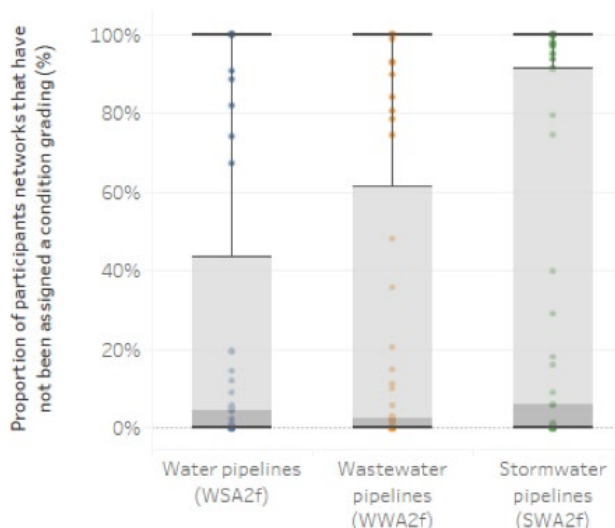 Proportion of participants networks that have
not been assigned a condition grading (%)
100%
80%
60%
40%
20%
0%
Water pipelines
(WSA2f)
Wastewater
pipelines
(WWA2f)
Stormwater
pipelines
(SWA2f)